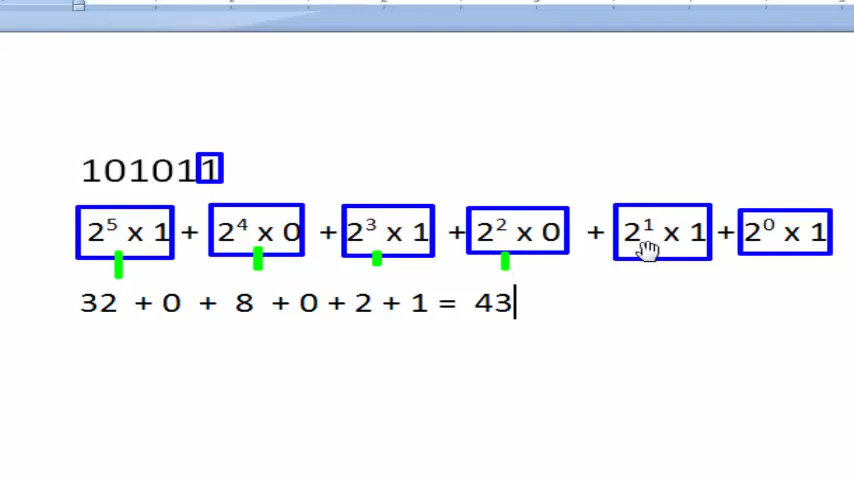 101011
2⁵ x 1 + 2⁴ x 0 + 2³ x 1 + 2² x 0 + 2¹ x 1 + 2⁰ x 1
32 + 0 + 8 + 0 + 2 + 1 = 43